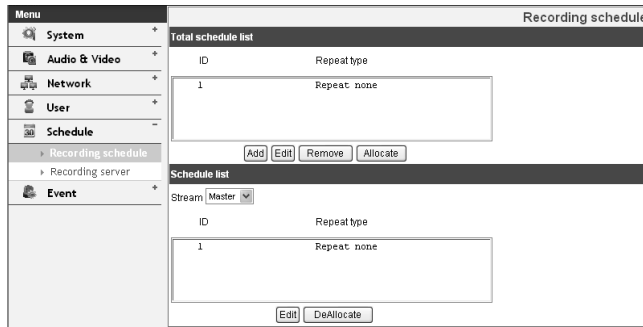 Menu
System +
Audio & Video +
Network +
User +
30 Schedule -
Recording schedule
Recording server
Event +
Recording schedule
Total schedule list
ID Repeat type
1 Repeat none
Add Edit Remove Allocate
Schedule list
Stream Master
ID Repeat type
1 Repeat none
Edit DeAllocate